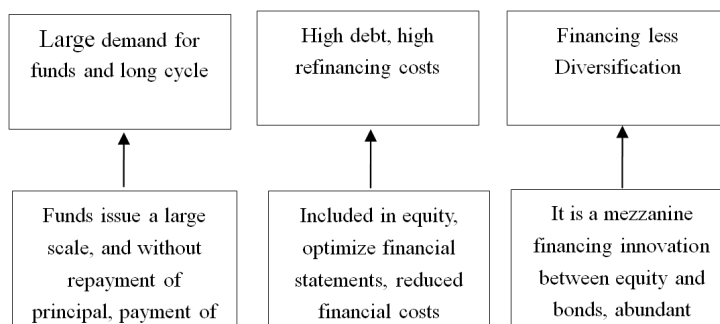 Large demand for
funds and long cycle
High debt, high
refinancing costs
Financing less
Diversification
Funds issue a large
scale, and without
repayment of
principal, payment of
Included in equity,
optimize financial
statements, reduced
financial costs
It is a mezzanine
financing innovation
between equity and
bonds, abundant